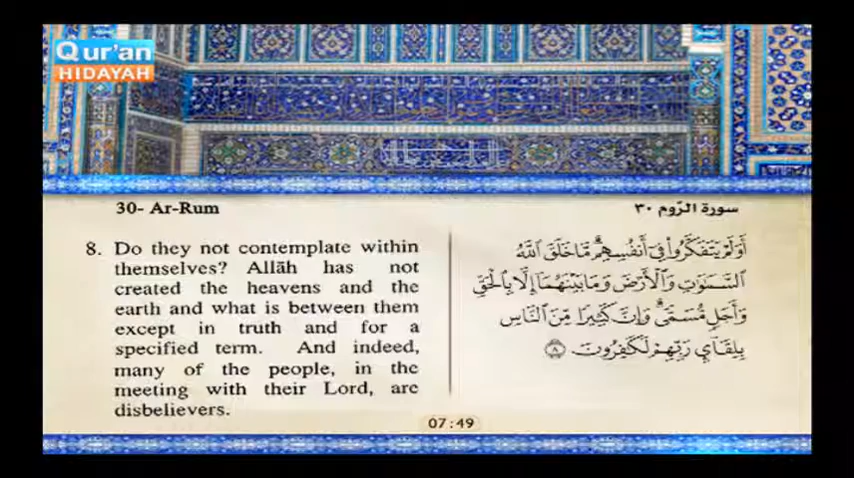 Qur'an
HIDAYAH
30- Ar-Rum
سورة الرّوم ٣٠
8. Do they not contemplate within
themselves? Allāh has not
created the heavens and the
earth and what is between them
except in truth and for a
specified term. And indeed,
many of the people, in the
meeting with their Lord, are
disbelievers.
أَوَلَمْ يَتَفَكَّرُوا۟ فِىٓ أَنفُسِهِم ۗ مَّا خَلَقَ ٱللَّهُ
ٱلسَّمَـٰوَٰتِ وَٱلْأَرْضَ وَمَا بَيْنَهُمَآ إِلَّا بِٱلْحَقِّ
وَأَجَلٍ مُّسَمًّى ۗ وَإِنَّ كَثِيرًا مِّنَ ٱلنَّاسِ
بِلِقَآئِ رَبِّهِمْ لَكَـٰفِرُونَ ٨
07:49